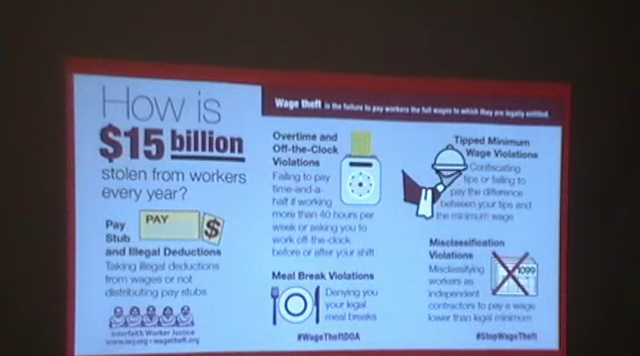 How is
$15 billion
stolen from workers
every year?
Wage theft is the failure to pay workers the full wages to which they are legally entitled.
PAY
$
Pay
Stub
and Illegal Deductions
Taking illegal deductions
from wages or not
distributing pay stubs
Interfaith Worker Justice
www.iwj.org • wagetheft.org
Overtime and
Off-the-Clock
Violations
Failing to pay
time-and-a-
half if working
more than 40 hours per
week or asking you to
work off-the-clock
before or after your shift
Meal Break Violations
Denying you
your legal
meal breaks
#WageTheftDOA
Tipped Minimum
Wage Violations
Confiscating
tips or failing to
pay the difference
between your tips and
the minimum wage
Misclassification
Violations
Misclassifying
workers as
independent
contractors to pay a wage
lower than legal minimum
1099
#StopWageTheft